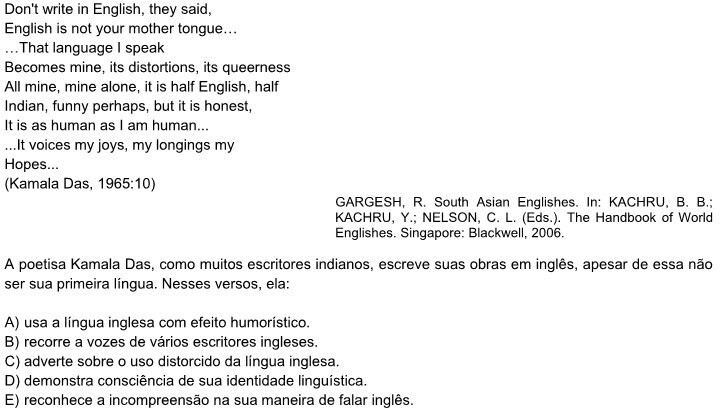 Don't write in English, they said,
English is not your mother tongue…
…That language I speak
Becomes mine, its distortions, its queerness
All mine, mine alone, it is half English, half
Indian, funny perhaps, but it is honest,
It is as human as I am human...
...It voices my joys, my longings my
Hopes...
(Kamala Das, 1965:10)
GARGESH, R. South Asian Englishes. In: KACHRU, B. B.;
KACHRU, Y.; NELSON, C. L. (Eds.). The Handbook of World
Englishes. Singapore: Blackwell, 2006.
A poetisa Kamala Das, como muitos escritores indianos, escreve suas obras em inglês, apesar de essa não
ser sua primeira língua. Nesses versos, ela:
A) usa a língua inglesa com efeito humorístico.
B) recorre a vozes de vários escritores ingleses.
C) adverte sobre o uso distorcido da língua inglesa.
D) demonstra consciência de sua identidade linguística.
E) reconhece a incompreensão na sua maneira de falar inglês.